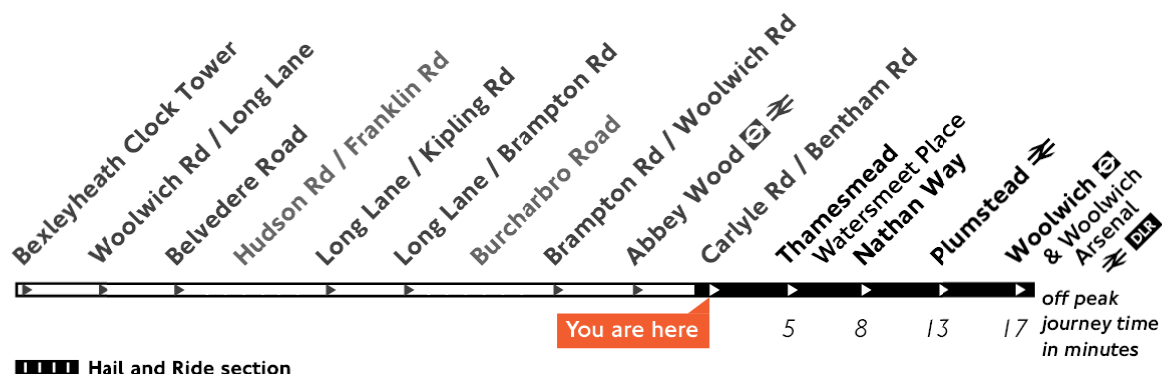 Bexleyheath Clock Tower
Woolwich Rd / Long Lane
Belvedere Road
Hudson Rd / Franklin Rd
Long Lane / Kipling Rd
Long Lane / Brampton Rd
Burcharbro Road
Brampton Rd / Woolwich Rd
Abbey Wood
Carlyle Rd / Bentham Rd
Thamesmead
Watersmeet Place
Nathan Way
Plumstead
Woolwich
& Woolwich
Arsenal
DLR
You are here
5 8 13 17
off peak
journey time
in minutes
Hail and Ride section